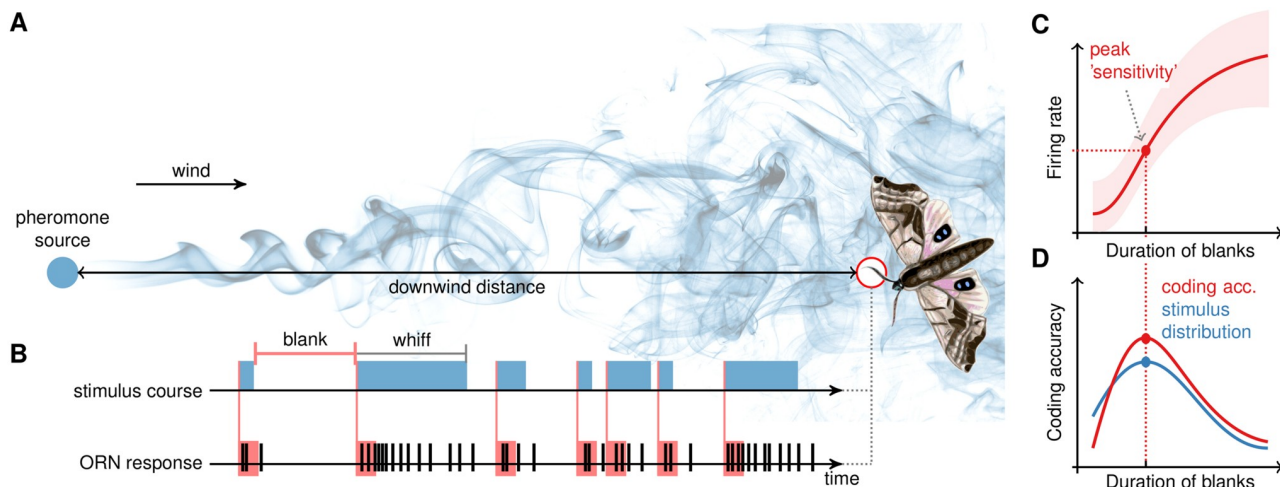 A
wind
pheromone
source
downwind distance
B
blank
whiff
stimulus course
ORN response
time
C
peak
'sensitivity'
Firing rate
Duration of blanks
D
coding acc.
stimulus
distribution
Coding accuracy
Duration of blanks